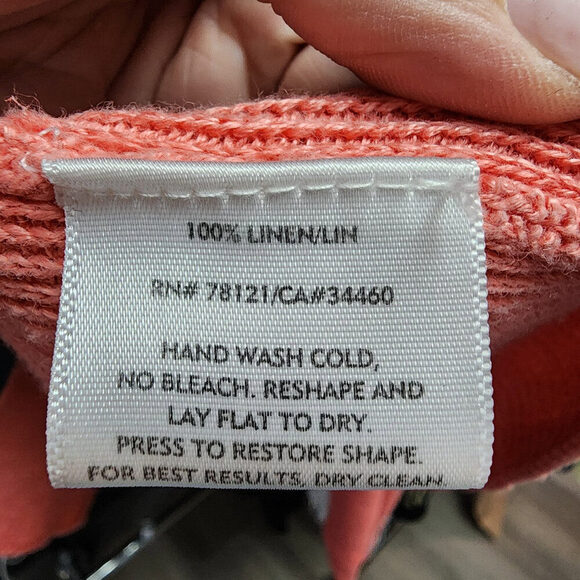 100% LINEN/LIN
RN# 78121/CA#34460
HAND WASH COLD,
NO BLEACH. RESHAPE AND
LAY FLAT TO DRY.
PRESS TO RESTORE SHAPE.
FOR BEST RESULTS, DRY CLEAN.